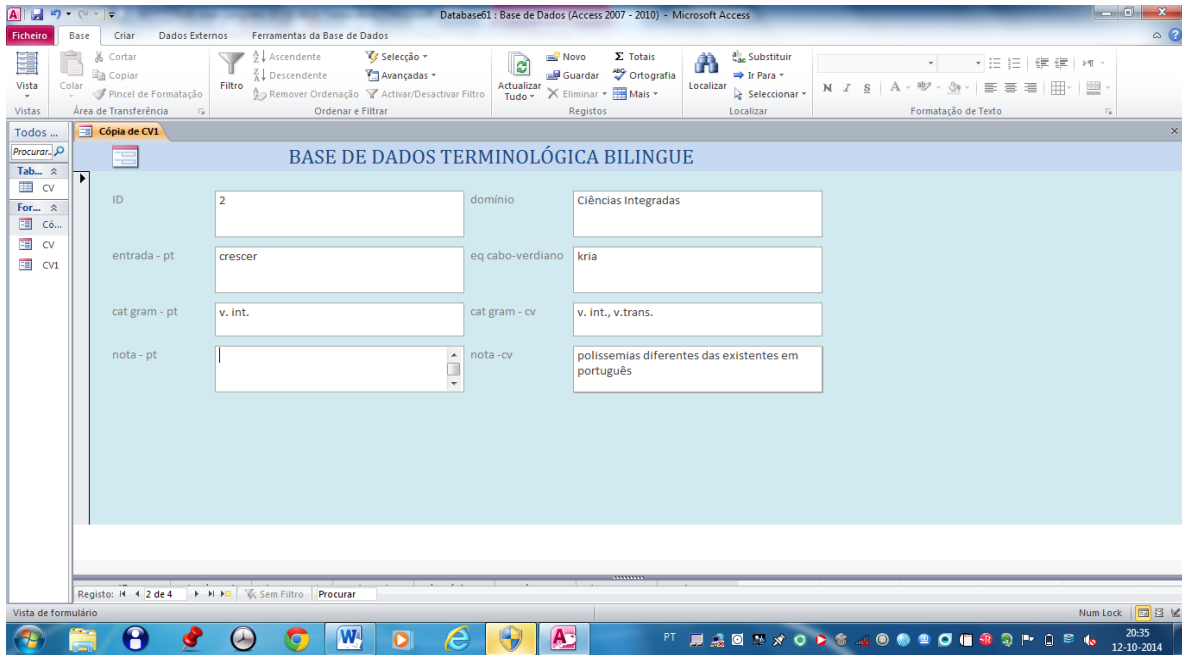 Database61 : Base de Dados (Access 2007 - 2010) - Microsoft Access
Ficheiro Base Criar Dados Externos Ferramentas da Base de Dados
Vista
Vistas
Colar
Cortar
Copiar
Pincel de Formatação
Área de Transferência
Filtro
Ascendente
Descendente
Remover Ordenação
Selecção
Avançadas
Activar/Desactivar Filtro
Ordenar e Filtrar
Actualizar
Tudo
Novo
Guardar
Eliminar
Totais
Ortografia
Mais
Registos
Localizar
Substituir
Ir Para
Seleccionar
Localizar
N I S
Formatação de Texto
Todos ...
Procurar..
Tab...
CV
For...
Có...
CV
CV1
Cópia de CV1
BASE DE DADOS TERMINOLÓGICA BILINGUE
ID 2 domínio Ciências Integradas
entrada - pt crescer eq cabo-verdiano kria
cat gram - pt v. int. cat gram - cv v. int., v.trans.
nota - pt nota -cv polissemias diferentes das existentes em
português
Registo: 2 de 4 Sem Filtro Procurar
Vista de formulário Num Lock
PT 20:35
12-10-2014